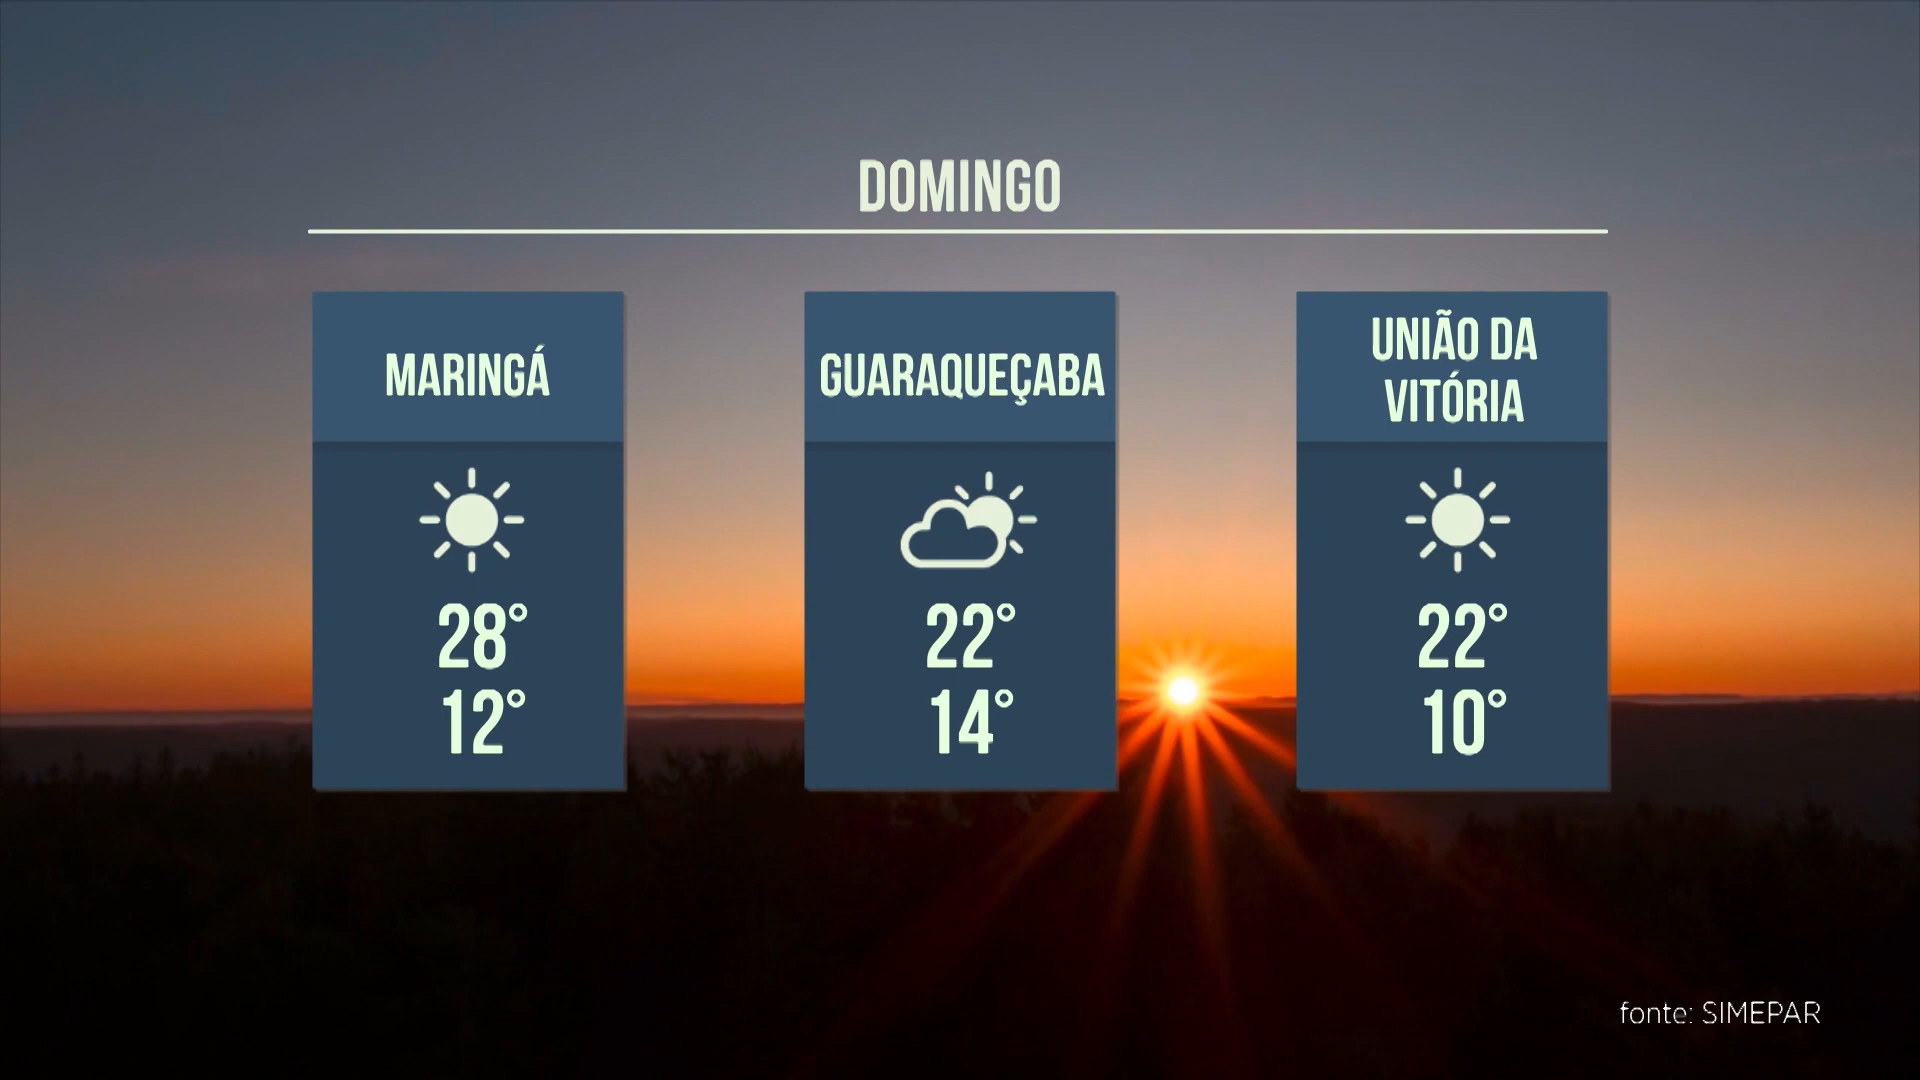 DOMINGO
MARINGÁ
28°
12°
GUARAQUEÇABA
22°
14°
UNIÃO DA
VITÓRIA
22°
10°
fonte: SIMEPAR